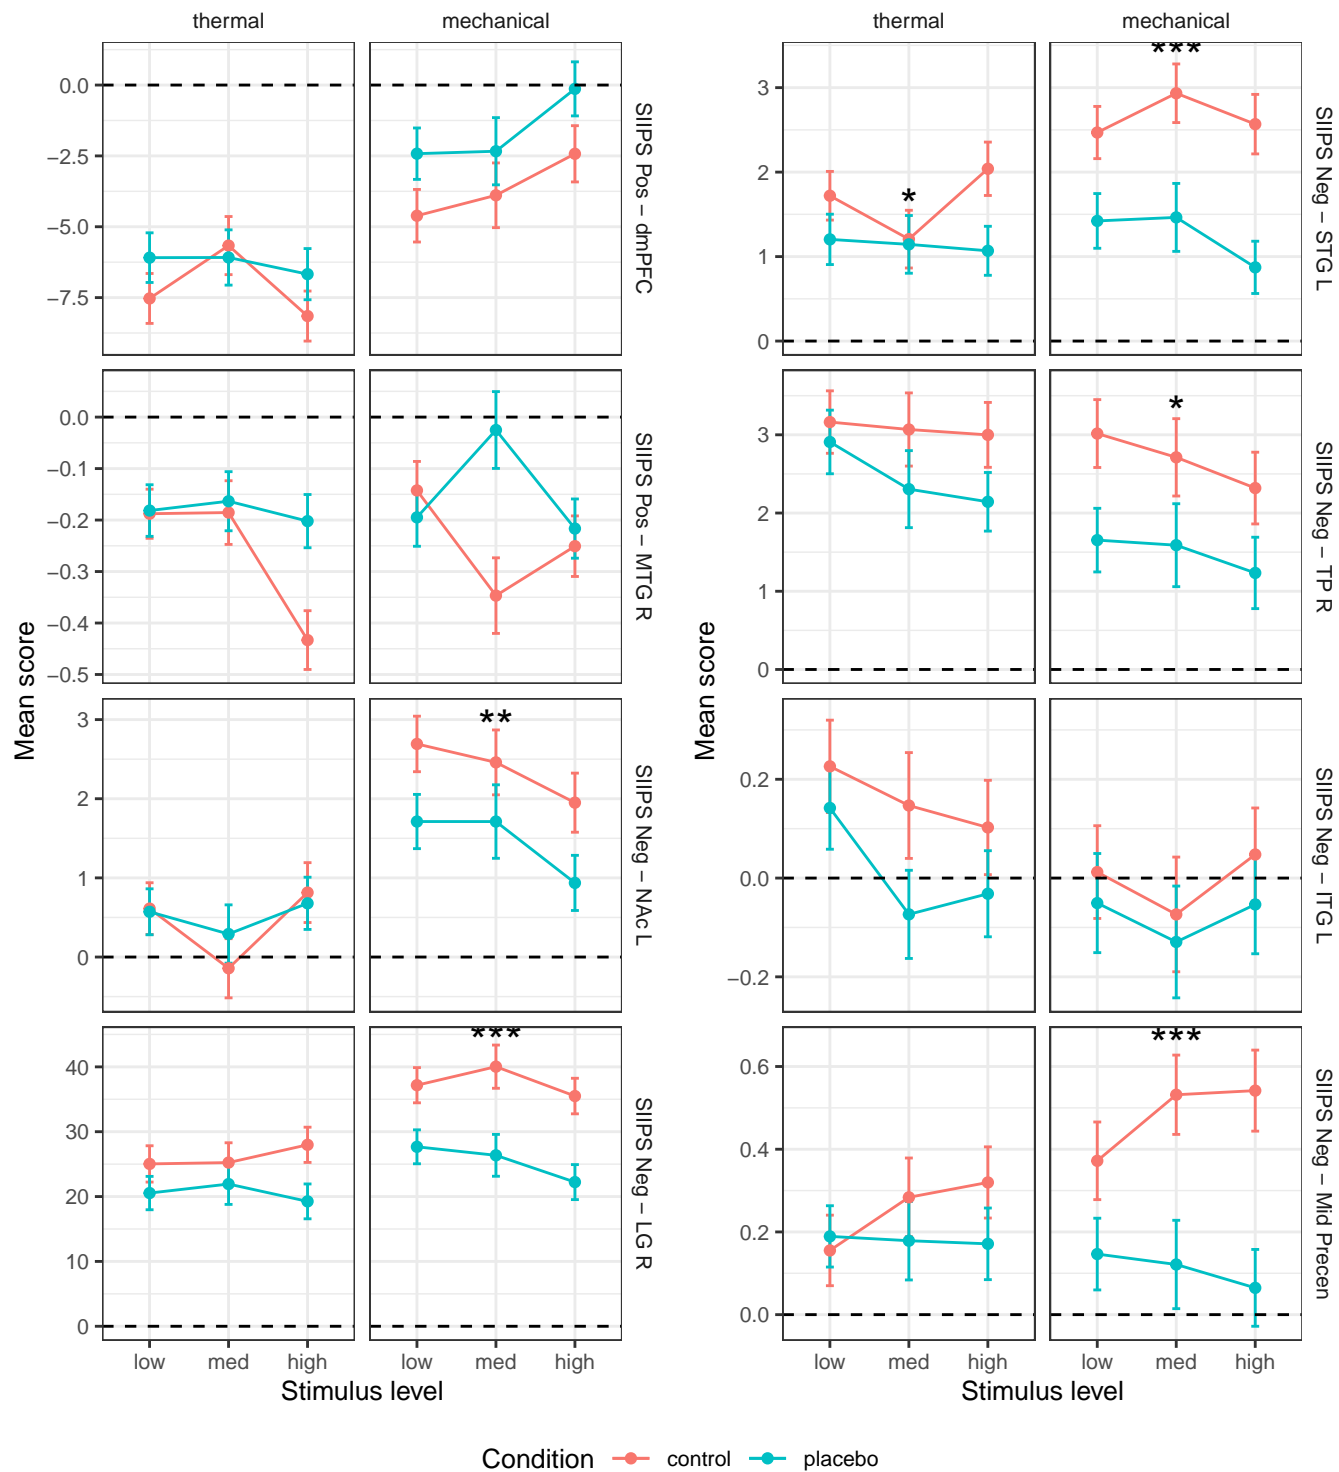 thermal mechanical
0.0
−2.5
−5.0
−7.5
SIIPS Pos − dmPFC
0.0
−0.1
−0.2
−0.3
−0.4
−0.5
SIIPS Pos − MTG R
**
3
2
1
0
SIIPS Neg − NAc L
***
40
30
20
10
0
SIIPS Neg − LG R
low med high low med high
Stimulus level
Mean score
thermal mechanical
***
*
3
2
1
0
SIIPS Neg − STG L
*
3
2
1
0
SIIPS Neg − TP R
0.2
0.0
−0.2
SIIPS Neg − ITG L
***
0.6
0.4
0.2
0.0
SIIPS Neg − Mid Precen
low med high low med high
Stimulus level
Mean score
Condition control placebo